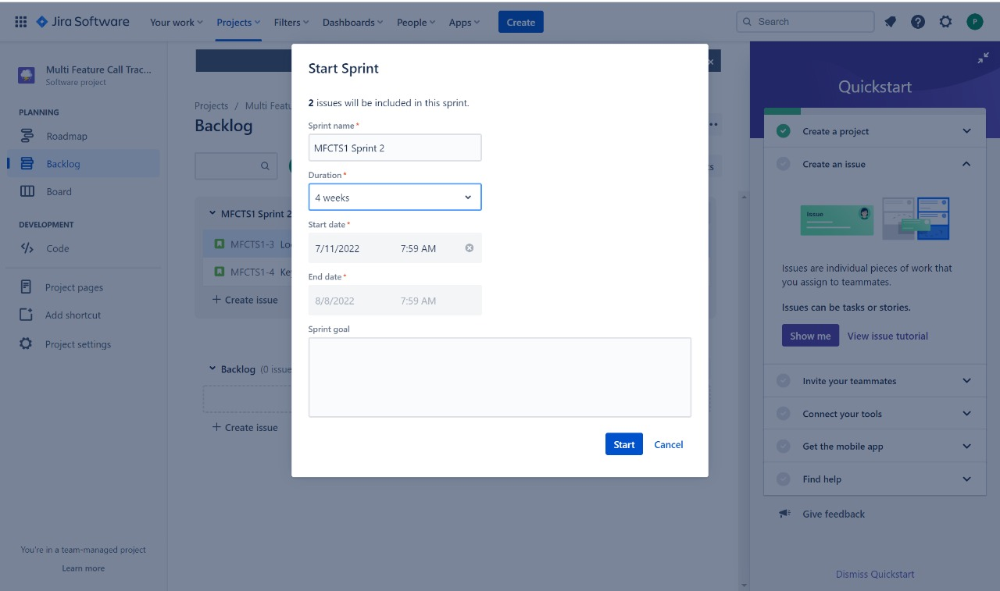 Jira Software
Your work
Projects
Filters
Dashboards
People
Apps
Create
Search
P
Multi Feature Call Trac...
Software project
PLANNING
Roadmap
Backlog
Board
DEVELOPMENT
Code
Project pages
Add shortcut
Project settings
You're in a team-managed project
Learn more
Projects / Multi Featu
Backlog
MFCTS1 Sprint 2
MFCTS1-3
MFCTS1-4
+ Create issue
Backlog (0 issue
+ Create issue
Start Sprint
2 issues will be included in this sprint.
Sprint name*
MFCTS1 Sprint 2
Duration*
4 weeks
Start date*
7/11/2022 7:59 AM
End date*
8/8/2022 7:59 AM
Sprint goal
Start
Cancel
Quickstart
Create a project
Create an issue
Issue
Issues are individual pieces of work that
you assign to teammates.
Issues can be tasks or stories.
Show me
View issue tutorial
Invite your teammates
Connect your tools
Get the mobile app
Find help
Give feedback
Dismiss Quickstart